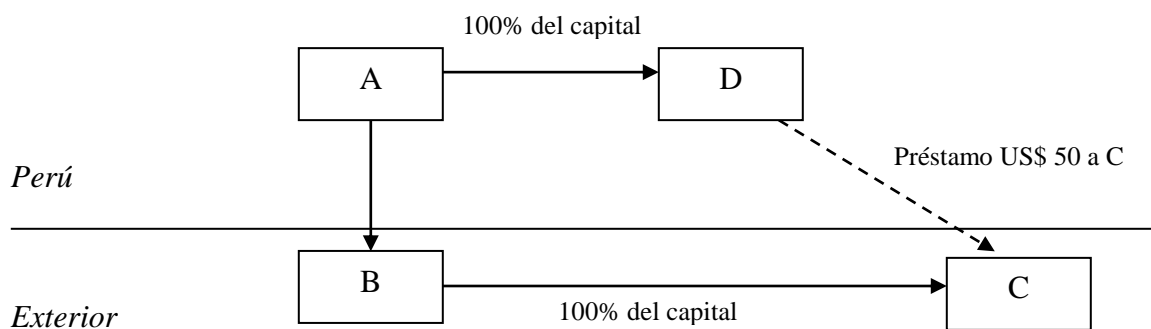 100% del capital
A
D
Préstamo US$ 50 a C
Perú
B
C
100% del capital
Exterior